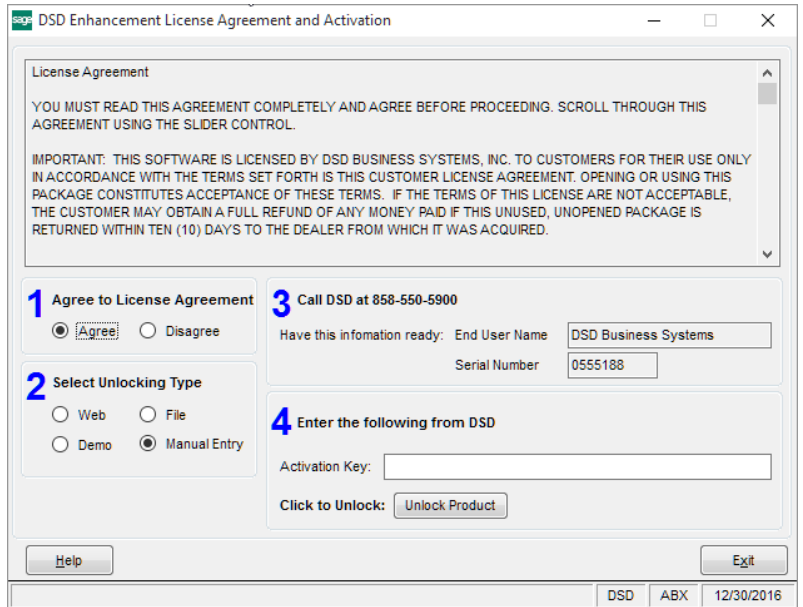 sage DSD Enhancement License Agreement and Activation
License Agreement
YOU MUST READ THIS AGREEMENT COMPLETELY AND AGREE BEFORE PROCEEDING. SCROLL THROUGH THIS
AGREEMENT USING THE SLIDER CONTROL.
IMPORTANT: THIS SOFTWARE IS LICENSED BY DSD BUSINESS SYSTEMS, INC. TO CUSTOMERS FOR THEIR USE ONLY
IN ACCORDANCE WITH THE TERMS SET FORTH IS THIS CUSTOMER LICENSE AGREEMENT. OPENING OR USING THIS
PACKAGE CONSTITUTES ACCEPTANCE OF THESE TERMS. IF THE TERMS OF THIS LICENSE ARE NOT ACCEPTABLE,
THE CUSTOMER MAY OBTAIN A FULL REFUND OF ANY MONEY PAID IF THIS UNUSED, UNOPENED PACKAGE IS
RETURNED WITHIN TEN (10) DAYS TO THE DEALER FROM WHICH IT WAS ACQUIRED.
1 Agree to License Agreement
Agree Disagree
2 Select Unlocking Type
Web File
Demo Manual Entry
3 Call DSD at 858-550-5900
Have this infomation ready: End User Name DSD Business Systems
Serial Number 0555188
4 Enter the following from DSD
Activation Key:
Click to Unlock: Unlock Product
Help Exit
DSD ABX 12/30/2016